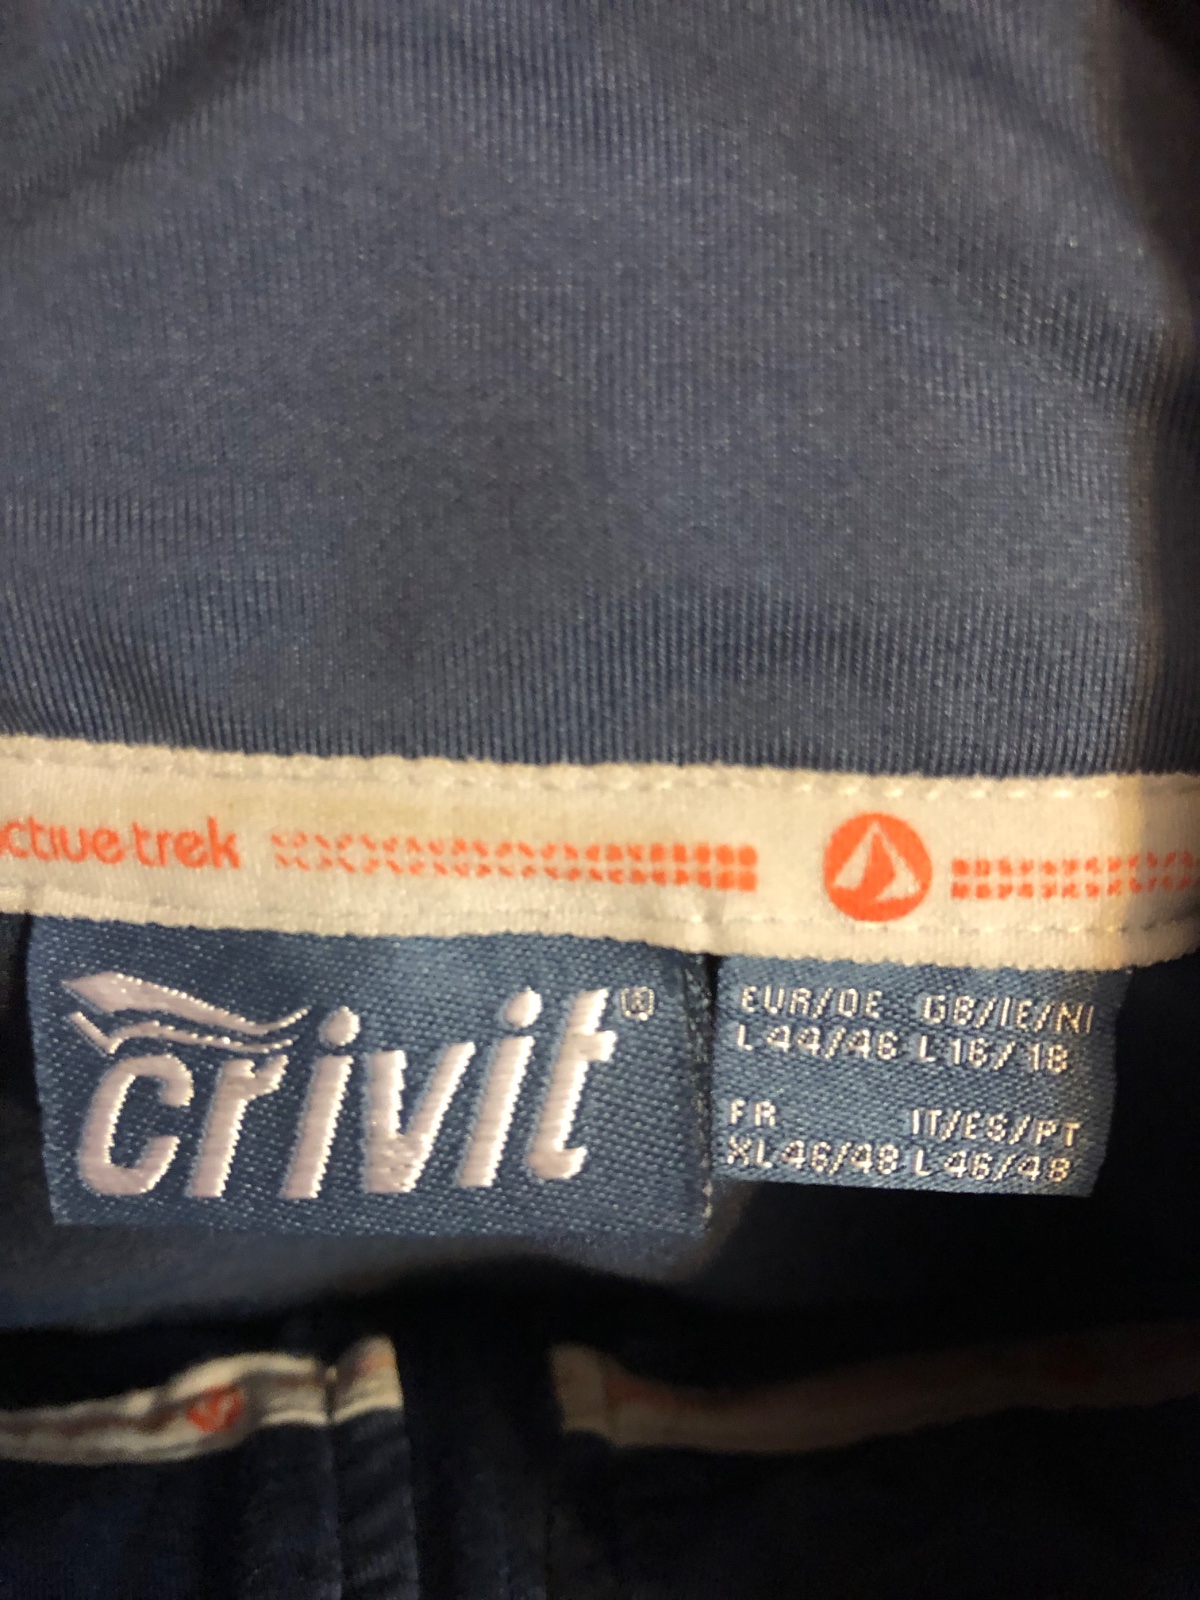 active trek
crivit®
EUR/DE GB/IE/NI
L 44/46 L 16/18
FR IT/ES/PT
XL 46/48 L 46/48